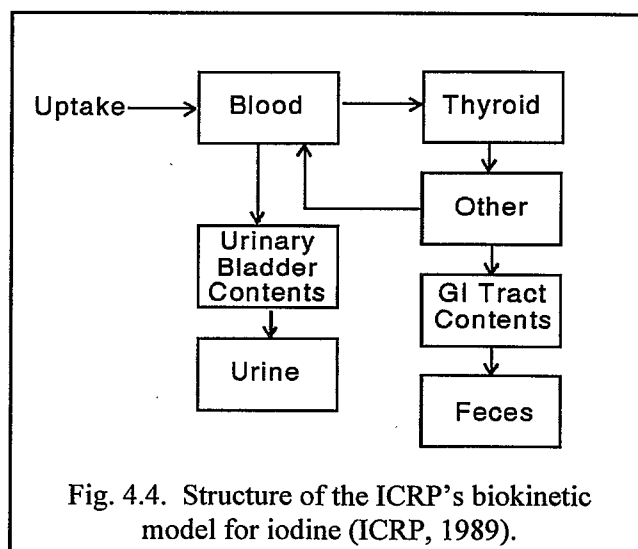 Uptake
Blood
Thyroid
Other
Urinary
Bladder
Contents
GI Tract
Contents
Urine
Feces
Fig. 4.4. Structure of the ICRP's biokinetic
model for iodine (ICRP, 1989).